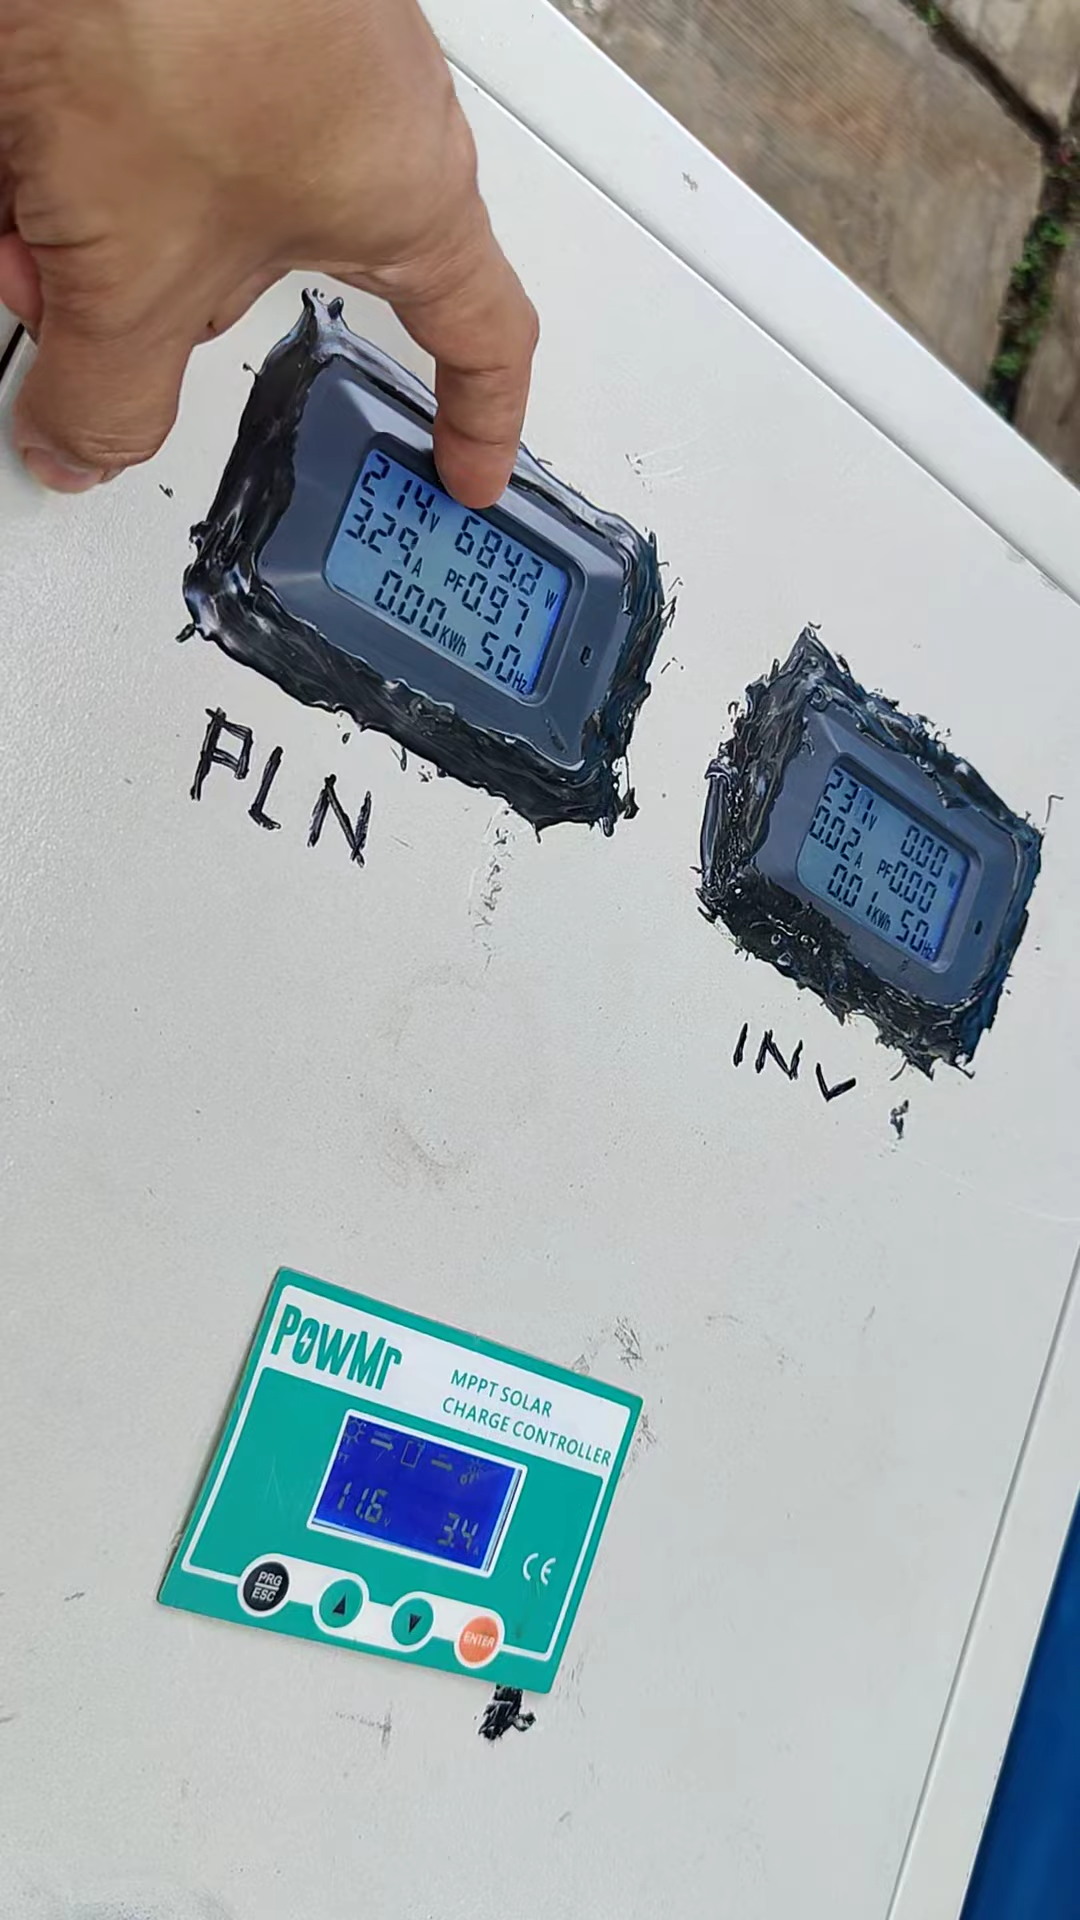 214V 684.2W
3.29A PF0.97
0.00KWh 50Hz
PLN
231V 0.00W
0.02A PF0.00
0.01KWh 50Hz
INV
PowMr
MPPT SOLAR
CHARGE CONTROLLER
11.6V 3.4
CE
PRG
ESC
ENTER